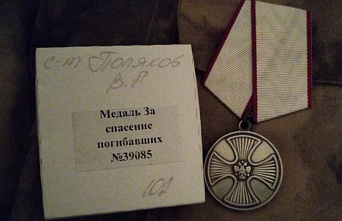 с-т Поляков
В.Г
Медаль За
спасение
погибавших
№39085
102